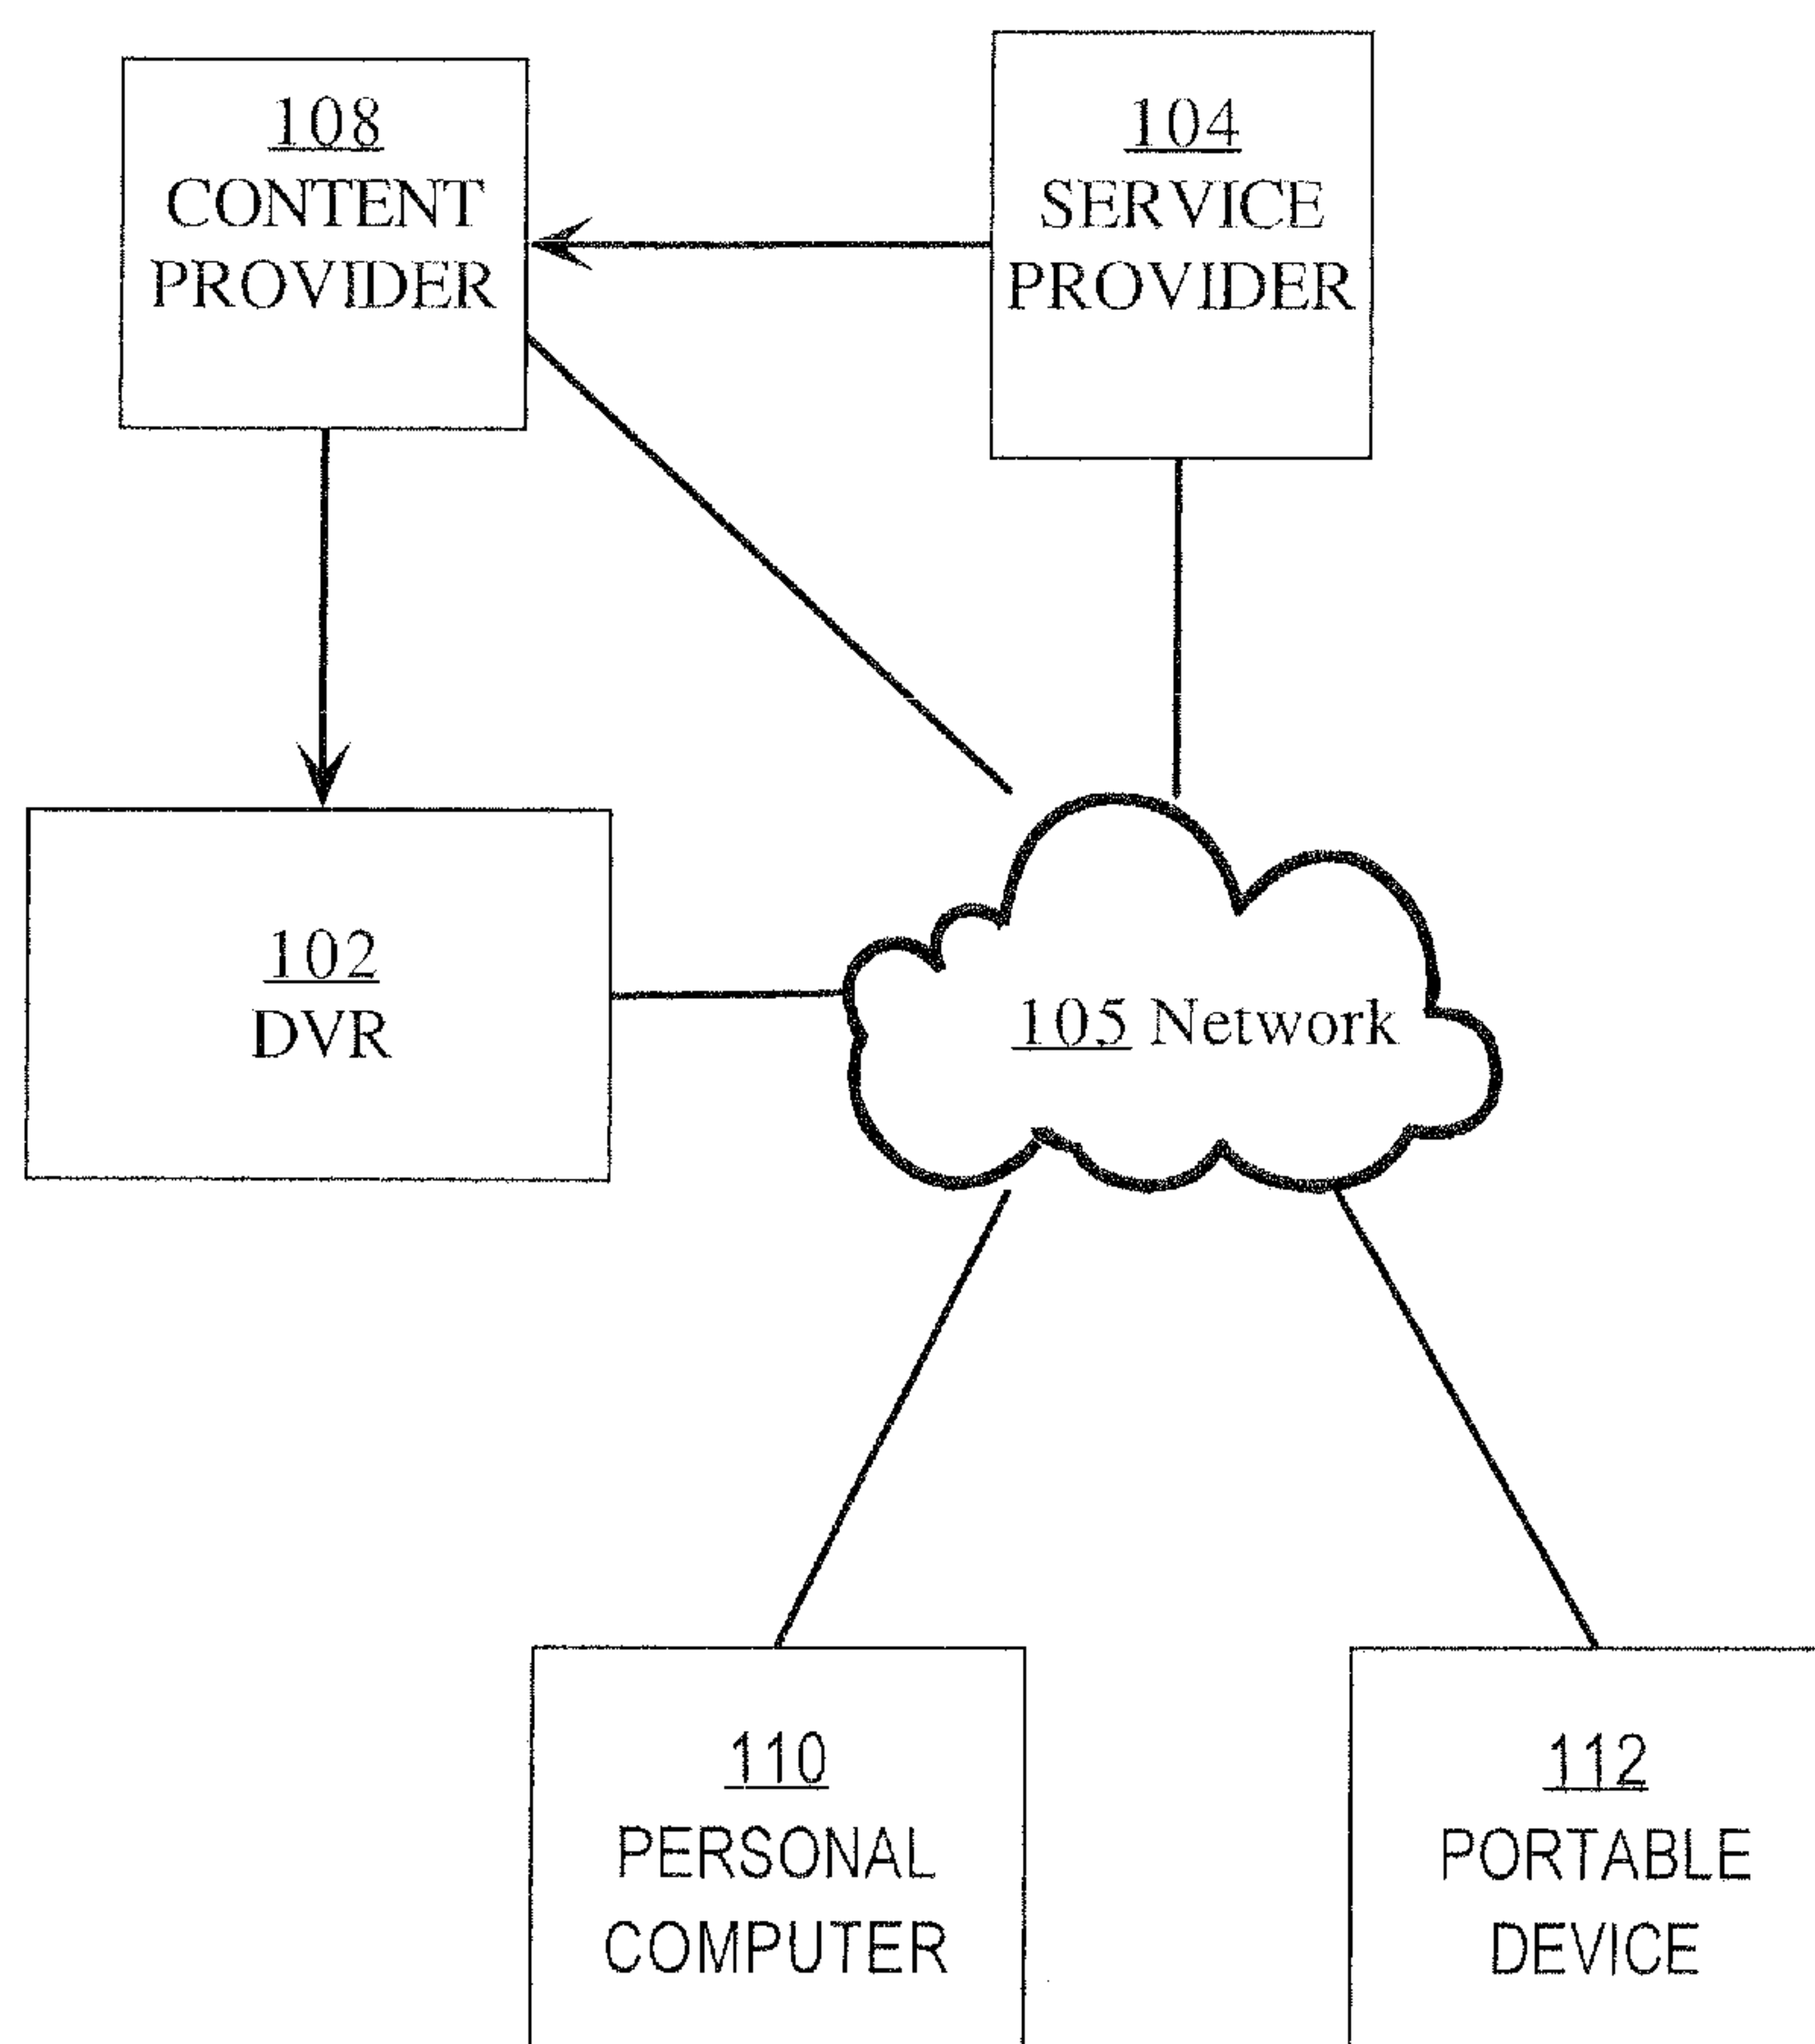 108
CONTENT
PROVIDER
104
SERVICE
PROVIDER
102
DVR
105 Network
110
PERSONAL
COMPUTER
112
PORTABLE
DEVICE